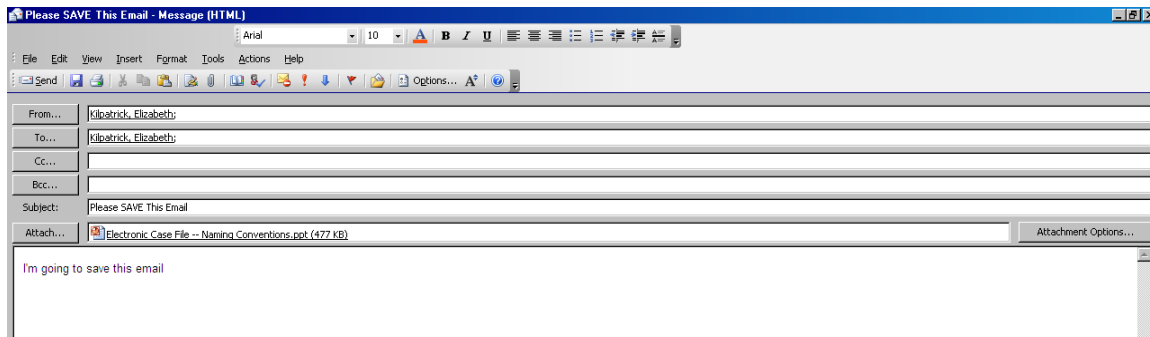 Please SAVE This Email - Message (HTML)
Arial 10 A B I U
File Edit View Insert Format Tools Actions Help
Send Options... A
From... Kilpatrick, Elizabeth;
To... Kilpatrick, Elizabeth;
Cc...
Bcc...
Subject: Please SAVE This Email
Attach... Electronic Case File -- Naming Conventions.ppt (477 KB) Attachment Options...
I'm going to save this email